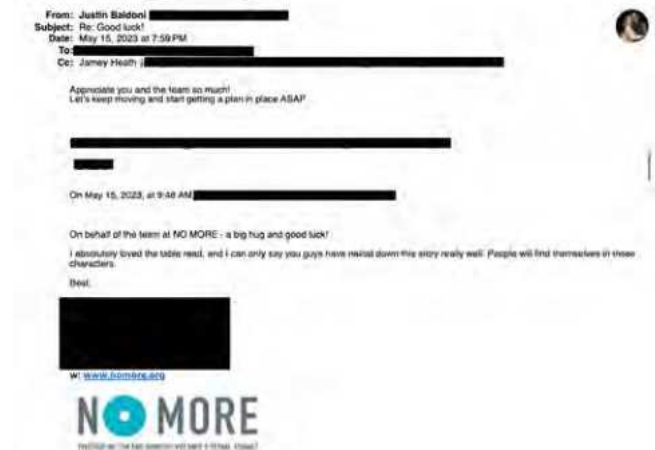 From: Justin Baldoni
Subject: Re: Good luck!
Date: May 15, 2023 at 7:59 PM
To:
Cc: Jamey Heath
Appreciate you and the team so much!
Let's keep moving and start getting a plan in place ASAP
On May 15, 2023, at 9:48 AM
On behalf of the team at NO MORE - a big hug and good luck!
I absolutely loved the table read, and I can only say you guys have nailed down this story really well. People will find themselves in these
characters.
Best,
w: www.nomore.org
NO MORE